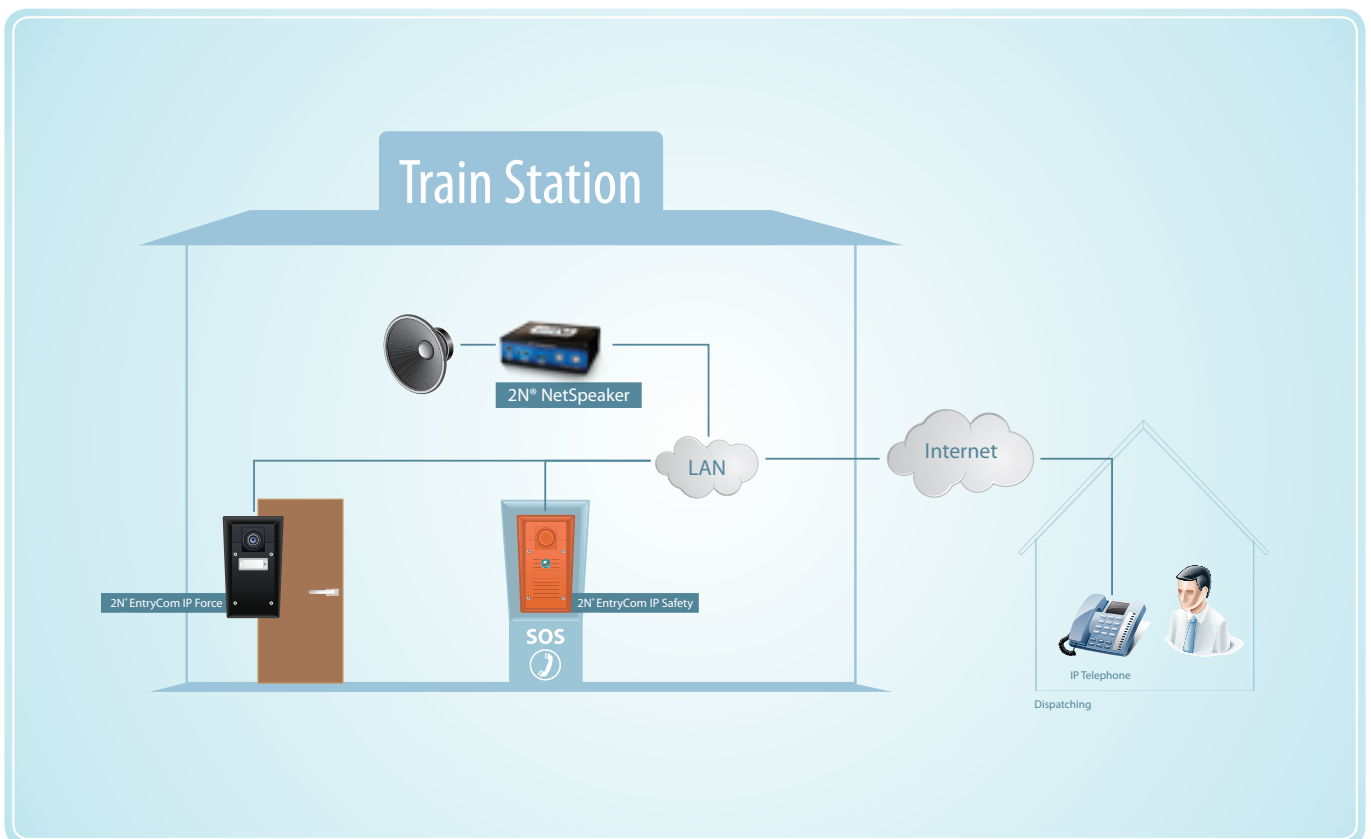 Train Station
2N® NetSpeaker
LAN
Internet
2N® EntryCom IP Force
2N® EntryCom IP Safety
SOS
IP Telephone
Dispatching